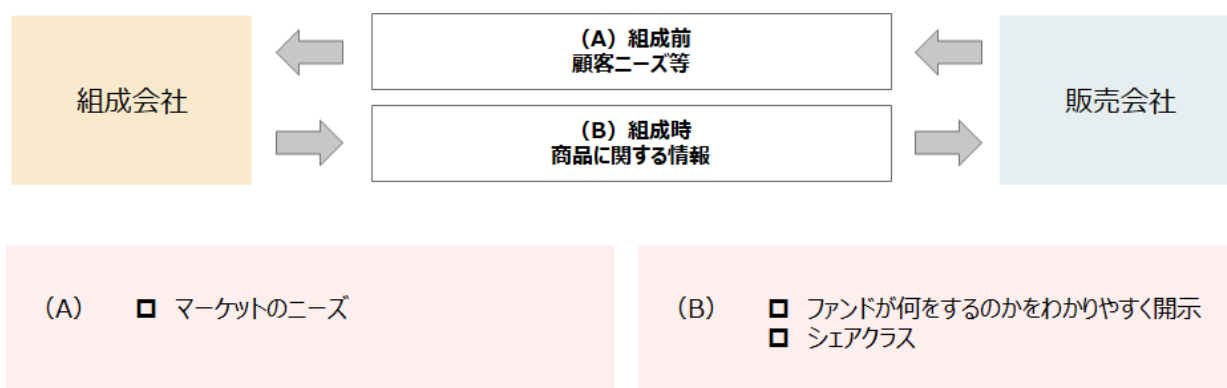 組成会社
（A）組成前
顧客ニーズ等
（B）組成時
商品に関する情報
販売会社
（A） マーケットのニーズ
（B） ファンドが何をするのかをわかりやすく開示
シェアクラス